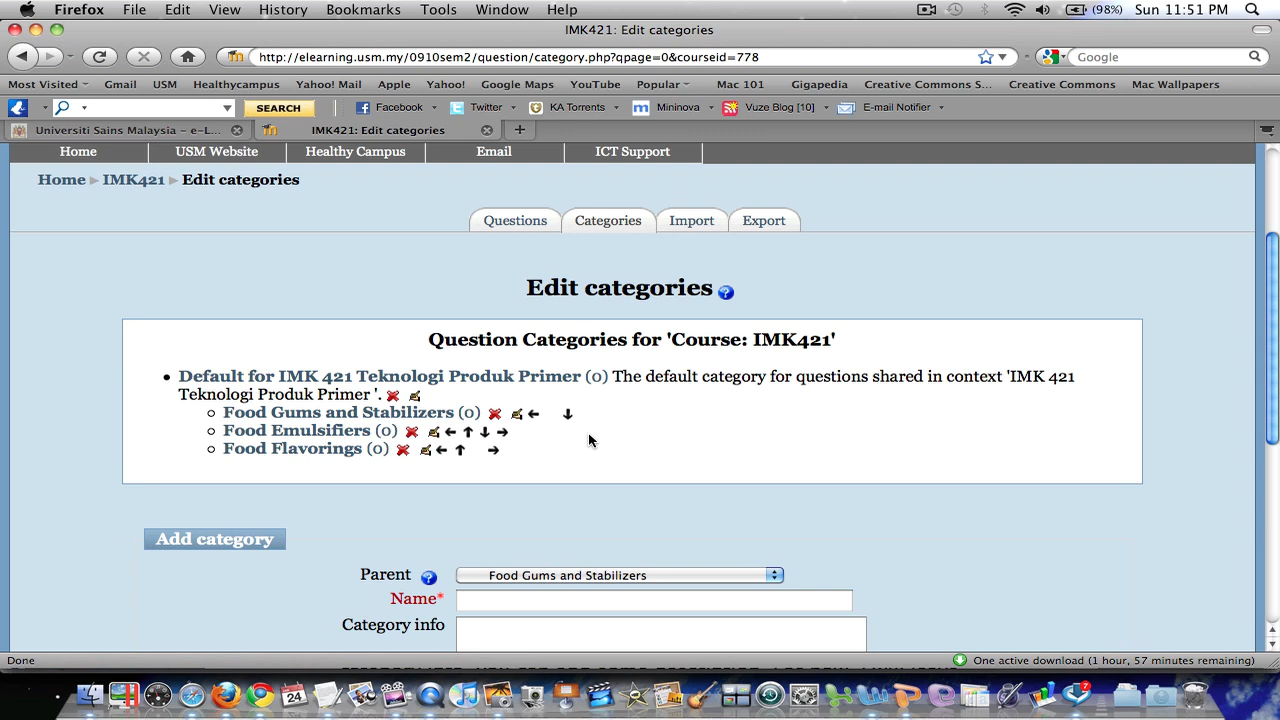 Firefox File Edit View History Bookmarks Tools Window Help (98%) Sun 11:51 PM
IMK421: Edit categories
http://elearning.usm.my/0910sem2/question/category.php?qpage=0&courseid=778 Google
Most Visited Gmail USM Healthycampus Yahoo! Mail Apple Yahoo! Google Maps YouTube Popular Mac 101 Gigapedia Creative Commons S... Creative Commons Mac Wallpapers
SEARCH Facebook Twitter KA Torrents m Mininova Vuze Blog [10] E-mail Notifier
Universiti Sains Malaysia – e-L... IMK421: Edit categories
Home USM Website Healthy Campus Email ICT Support
Home ► IMK421 ► Edit categories
Questions Categories Import Export
Edit categories ?
Question Categories for 'Course: IMK421'
• Default for IMK 421 Teknologi Produk Primer (0) The default category for questions shared in context 'IMK 421
Teknologi Produk Primer '.
Food Gums and Stabilizers (0)
Food Emulsifiers (0)
Food Flavorings (0)
Add category
Parent ? Food Gums and Stabilizers
Name*
Category info
Done One active download (1 hour, 57 minutes remaining)
24 7